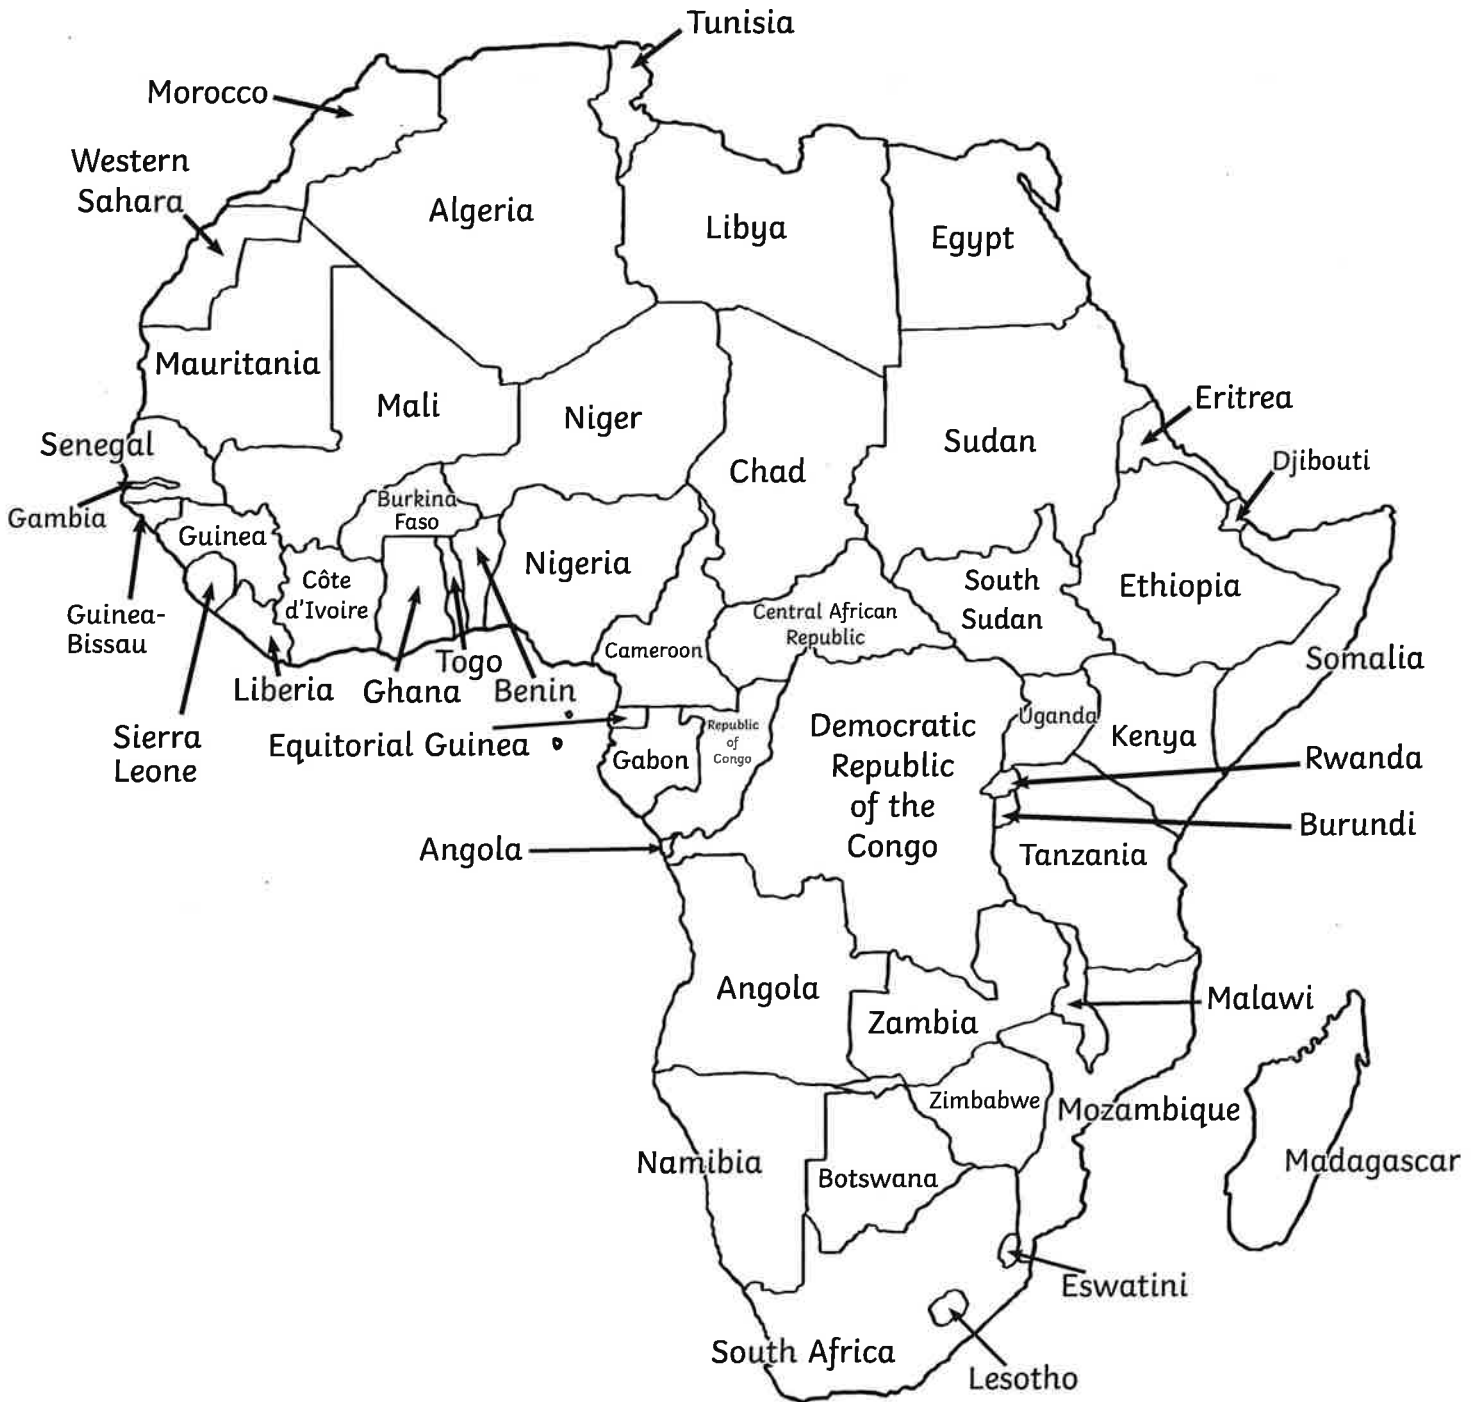 Tunisia
Morocco
Western
Sahara
Algeria
Libya
Egypt
Mauritania
Mali
Niger
Chad
Sudan
Eritrea
Djibouti
Senegal
Gambia
Guinea-
Bissau
Guinea
Sierra
Leone
Liberia
Côte
d'Ivoire
Burkina
Faso
Ghana
Togo
Benin
Nigeria
Cameroon
Central African
Republic
South
Sudan
Ethiopia
Somalia
Equitorial Guinea
Gabon
Republic
of
Congo
Democratic
Republic
of the
Congo
Uganda
Kenya
Rwanda
Burundi
Tanzania
Angola
Angola
Zambia
Malawi
Mozambique
Zimbabwe
Madagascar
Namibia
Botswana
Eswatini
South Africa
Lesotho